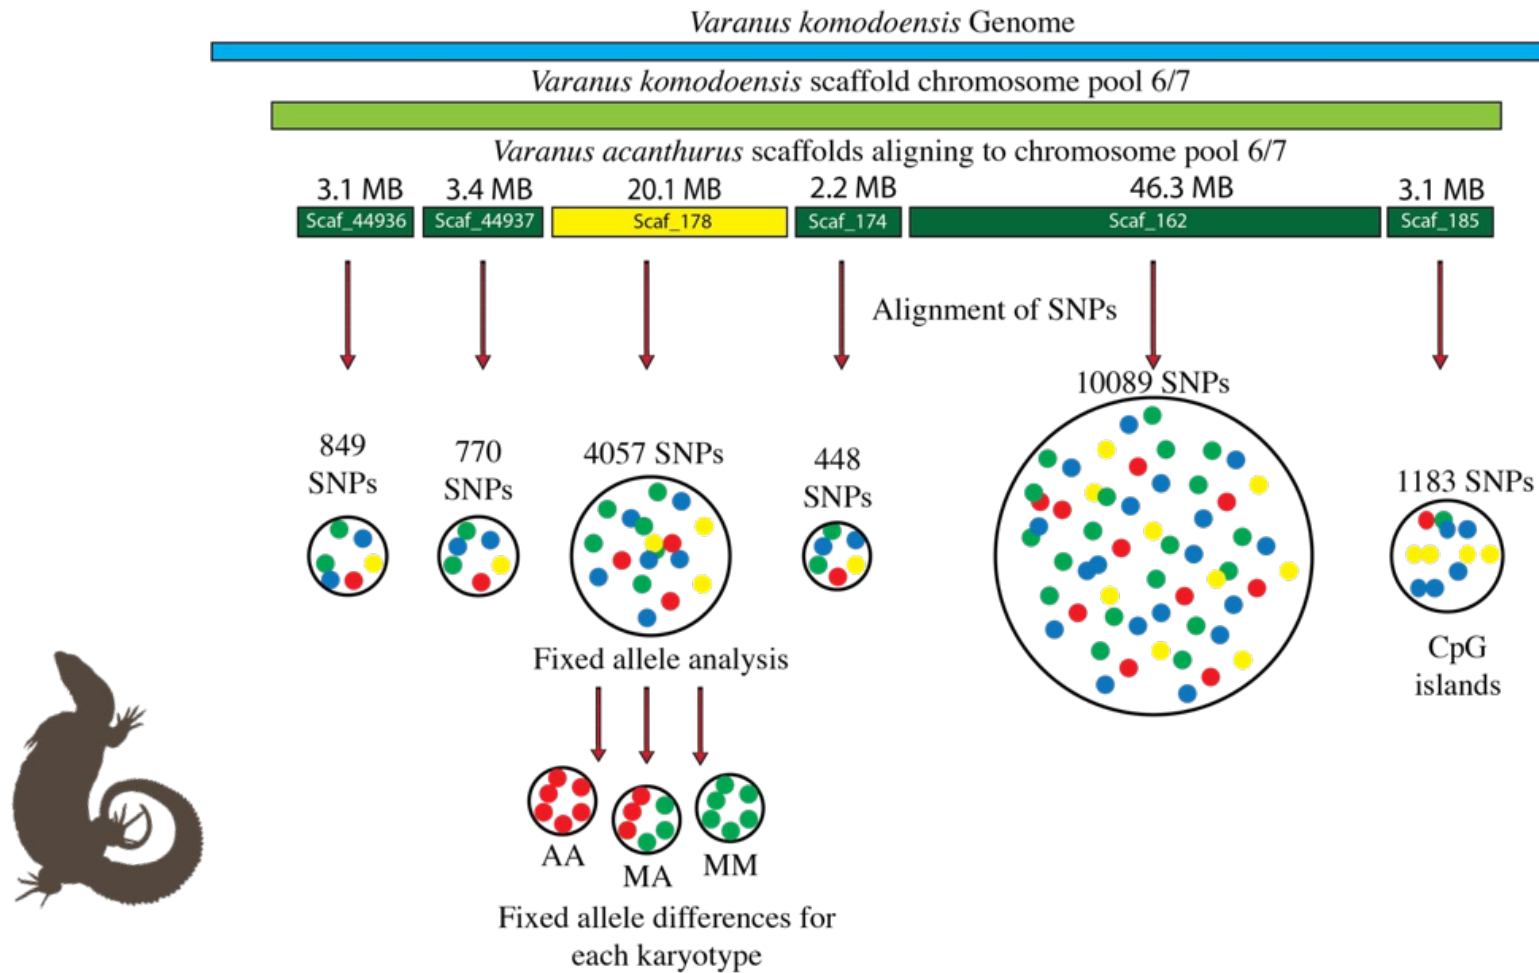 Varanus komodoensis Genome
Varanus komodoensis scaffold chromosome pool 6/7
Varanus acanthurus scaffolds aligning to chromosome pool 6/7
3.1 MB 3.4 MB 20.1 MB 2.2 MB 46.3 MB 3.1 MB
Scaf_44936 Scaf_44937 Scaf_178 Scaf_174 Scaf_162 Scaf_185
Alignment of SNPs
849
SNPs
770
SNPs
4057 SNPs
448
SNPs
10089 SNPs
1183 SNPs
Fixed allele analysis
CpG
islands
AA
MA
MM
Fixed allele differences for
each karyotype